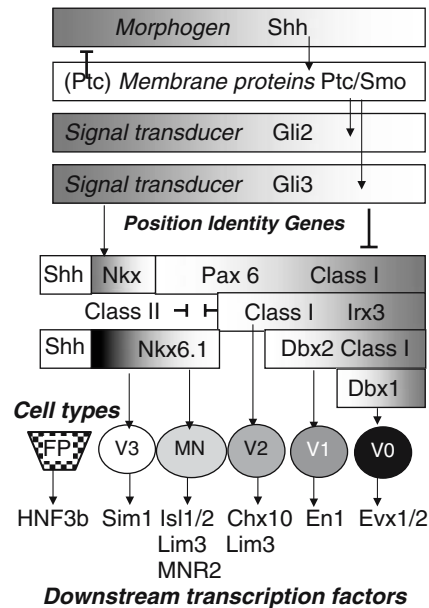 Morphogen Shh
(Ptc) Membrane proteins Ptc/Smo
Signal transducer Gli2
Signal transducer Gli3
Position Identity Genes
Shh Nkx Pax 6 Class I
Class II Class I Irx3
Shh Nkx6.1 Dbx2 Class I
Dbx1
Cell types
FP V3 MN V2 V1 V0
HNF3b Sim1 Isl1/2 Chx10 En1 Evx1/2
Lim3 Lim3
MNR2
Downstream transcription factors